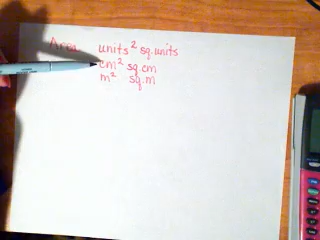 Area units² sq. units
cm² sq cm
m² sq. m